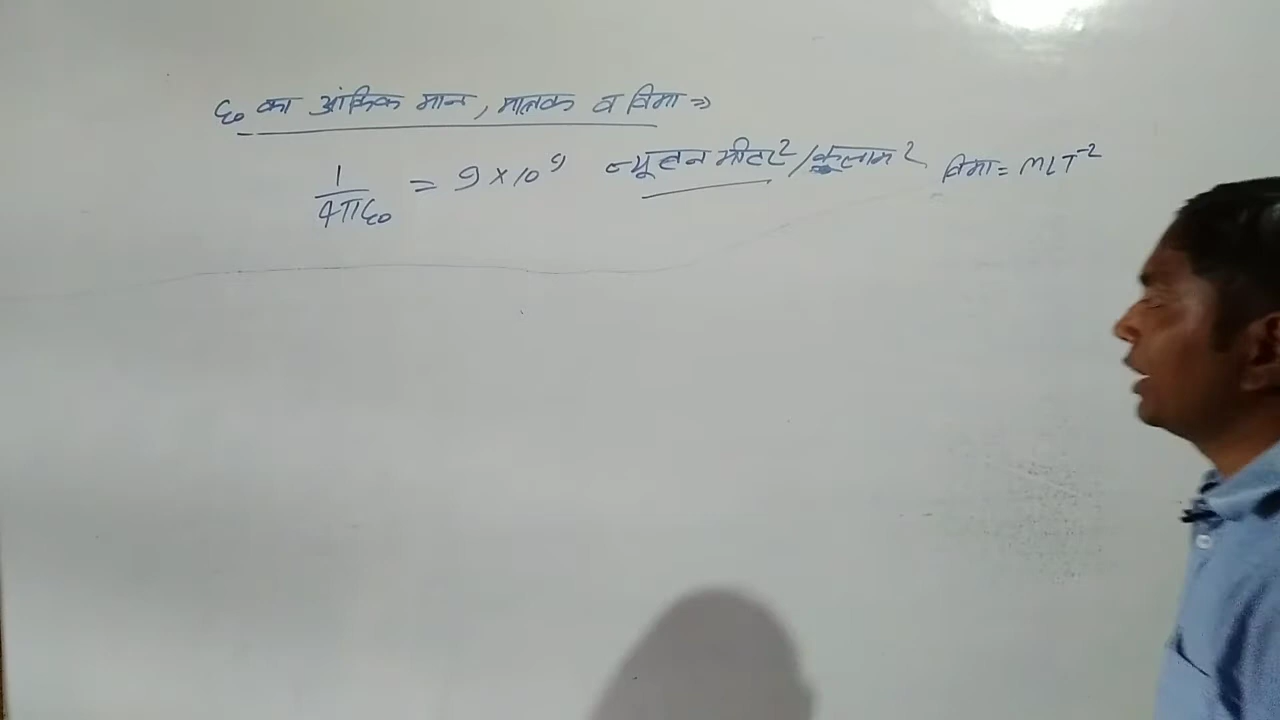 ε₀ का आंकिक मान, मात्रक व विमा ⇒
1/4πε₀ = 9 × 10⁹ न्यूटन मीटर²/कूलाम² विमा = MLT⁻²